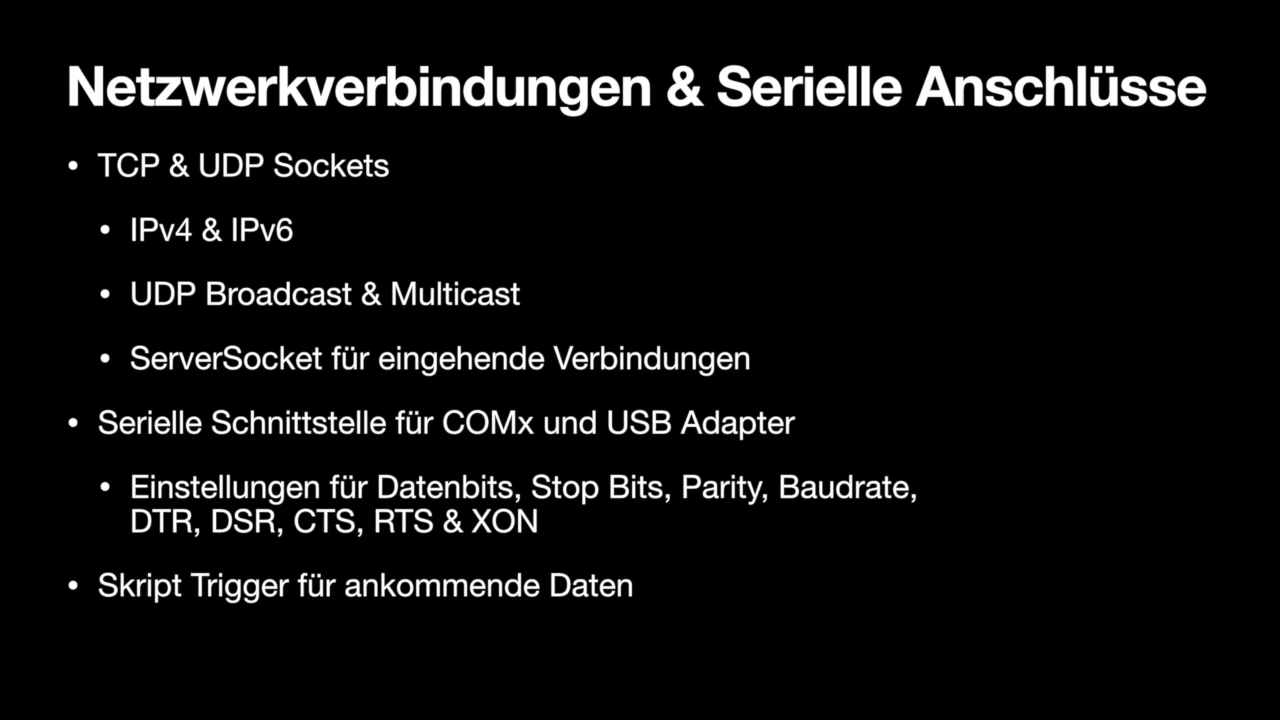 Netzwerkverbindungen & Serielle Anschlüsse
• TCP & UDP Sockets
• IPv4 & IPv6
• UDP Broadcast & Multicast
• ServerSocket für eingehende Verbindungen
• Serielle Schnittstelle für COMx und USB Adapter
• Einstellungen für Datenbits, Stop Bits, Parity, Baudrate,
DTR, DSR, CTS, RTS & XON
• Skript Trigger für ankommende Daten